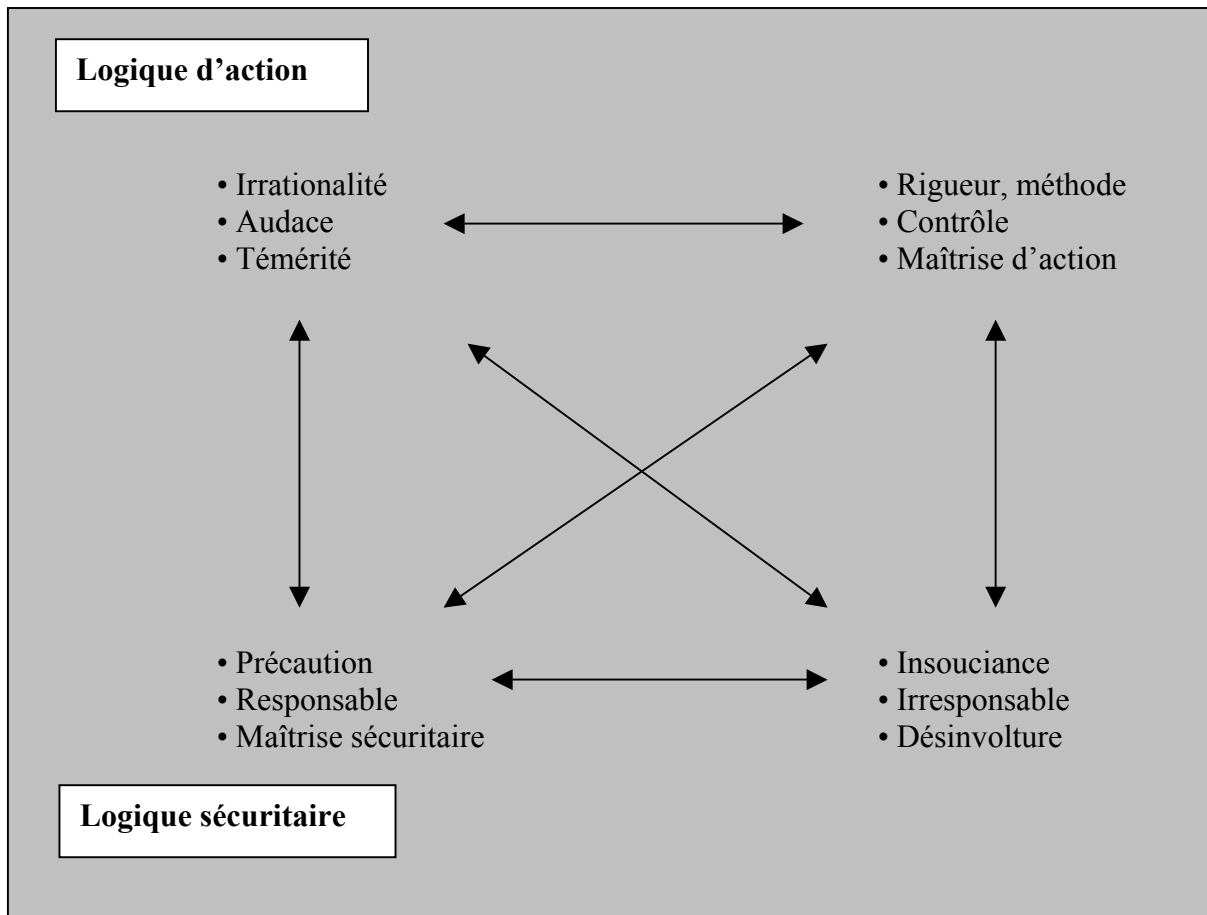 Logique d’action
• Irrationalité
• Audace
• Témérité
• Rigueur, méthode
• Contrôle
• Maîtrise d’action
• Précaution
• Responsable
• Maîtrise sécuritaire
• Insouciance
• Irresponsable
• Désinvolture
Logique sécuritaire